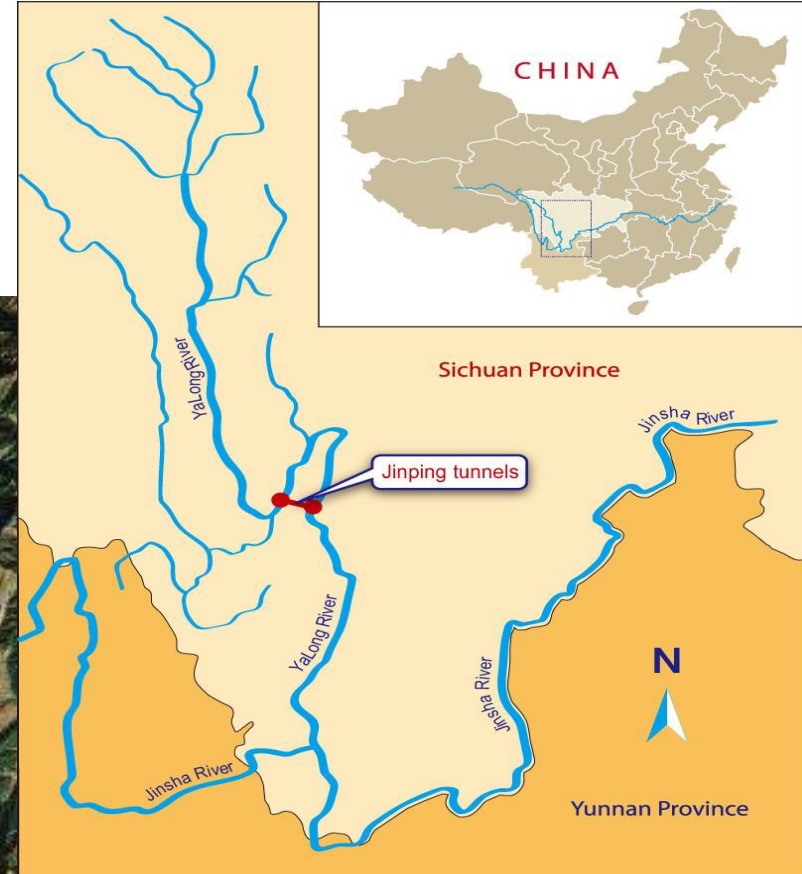 CHINA
Sichuan Province
YaLongRiver
Jinsha River
Jinping tunnels
YaLong River
Jinsha River
N
Jinsha River
Yunnan Province